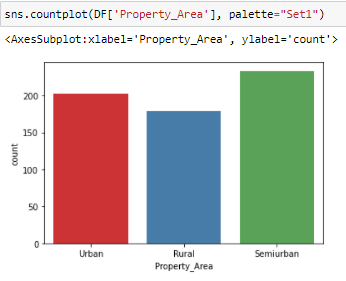 sns.countplot(DF['Property_Area'], palette="Set1")
<AxesSubplot:xlabel='Property_Area', ylabel='count'>
200
150
100
50
0
count
Urban Rural Semiurban
Property_Area